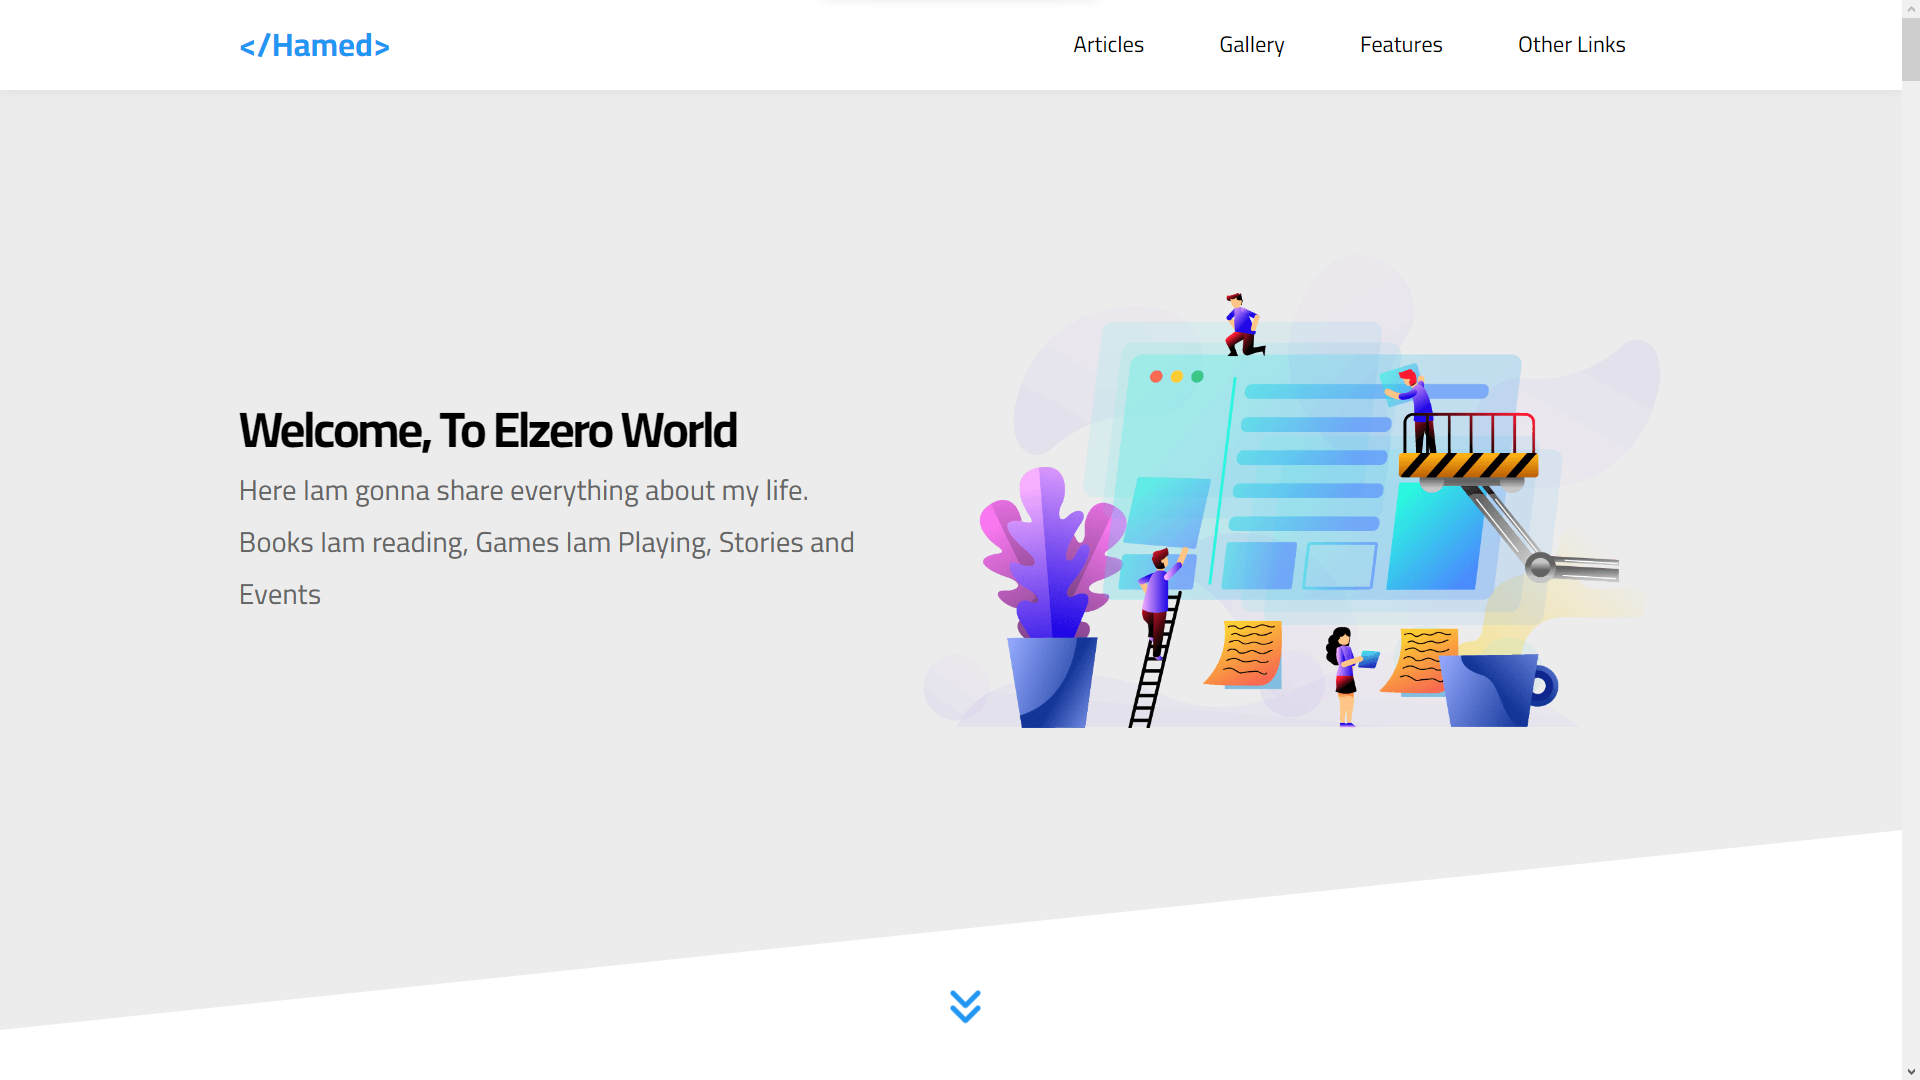 </Hamed>
Articles Gallery Features Other Links
Welcome, To Elzero World
Here Iam gonna share everything about my life.
Books Iam reading, Games Iam Playing, Stories and
Events